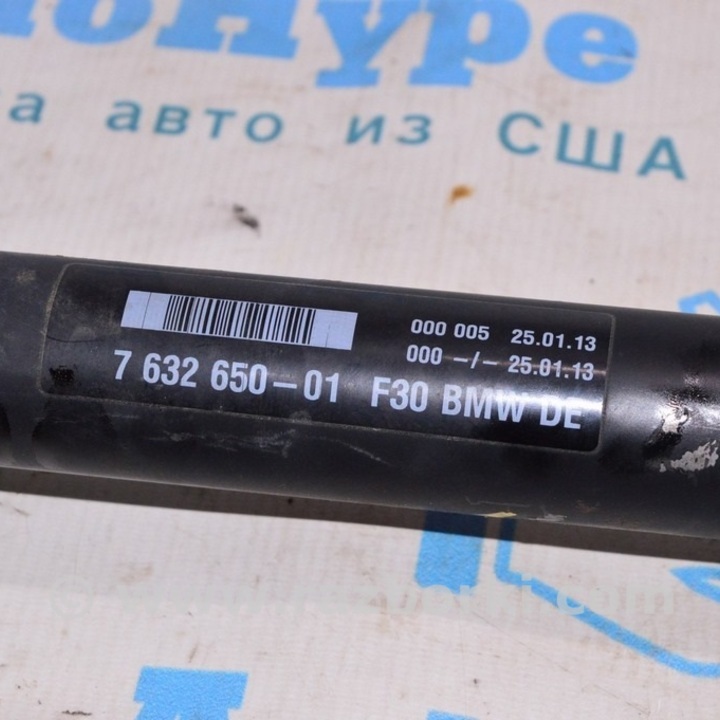 авто из США
000 005 25.01.13
000 -/- 25.01.13
7 632 650-01 F30 BMW DE